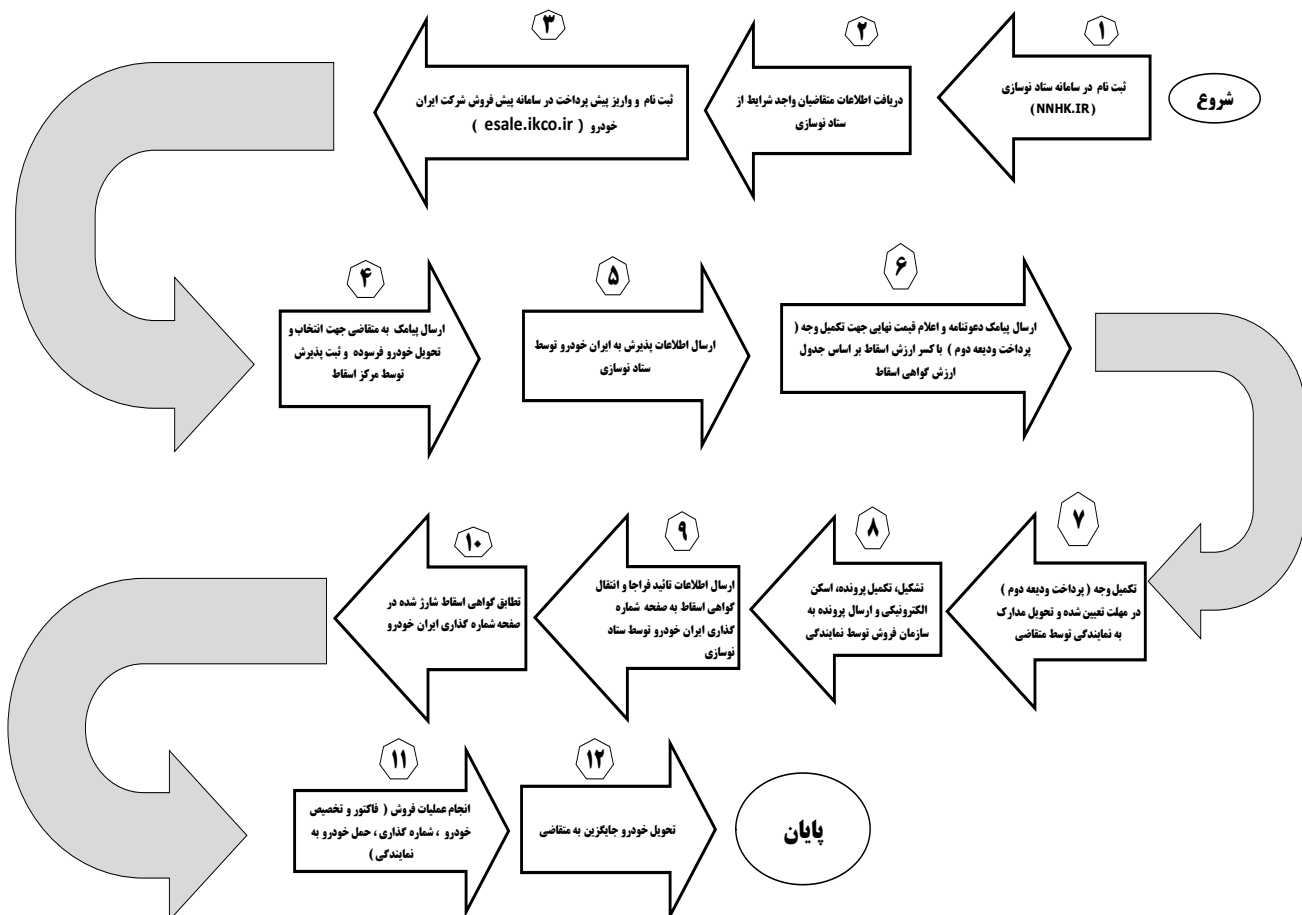 شروع
۱
ثبت نام در سامانه ستاد نوسازی
(NNHK.IR)
۲
دریافت اطلاعات متقاضیان واجد شرایط از
ستاد نوسازی
۳
ثبت نام و واریز پیش پرداخت در سامانه پیش فروش شرکت ایران
خودرو ( esale.ikco.ir )
۴
ارسال پیامک به متقاضی جهت انتخاب و
تحویل خودرو فرسوده و ثبت پذیرش
توسط مرکز اسقاط
۵
ارسال اطلاعات پذیرش به ایران خودرو توسط
ستاد نوسازی
۶
ارسال پیامک دعوتنامه و اعلام قیمت نهایی جهت تکمیل وجه (
پرداخت ودیعه دوم ) با کسر ارزش اسقاط بر اساس جدول
ارزش گواهی اسقاط
۷
تکمیل وجه ( پرداخت ودیعه دوم )
در مهلت تعیین شده و تحویل مدارک
به نمایندگی توسط متقاضی
۸
تشکیل، تکمیل پرونده، اسکن
الکترونیکی و ارسال پرونده به
سازمان فروش توسط نمایندگی
۹
ارسال اطلاعات تائید فراجا و انتقال
گواهی اسقاط به صفحه شماره
گذاری ایران خودرو توسط ستاد
نوسازی
۱۰
تطابق گواهی اسقاط شارژ شده در
صفحه شماره گذاری ایران خودرو
۱۱
انجام عملیات فروش ( فاکتور و تخصیص
خودرو ، شماره گذاری ، حمل خودرو به
نمایندگی )
۱۲
تحویل خودرو جایگزین به متقاضی
پایان